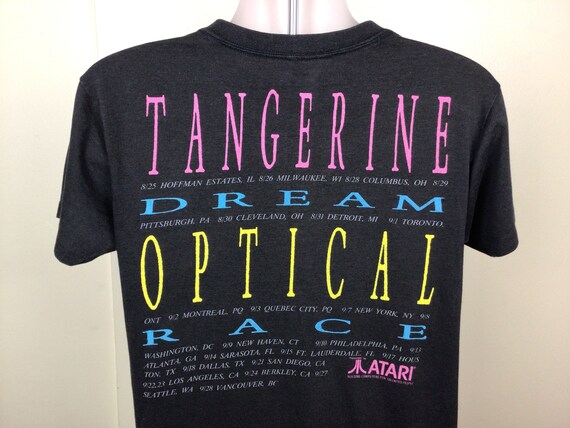 TANGERINE
8/25 HOFFMAN ESTATES, IL 8/26 MILWAUKEE, WI 8/28 COLUMBUS, OH 8/29
DREAM
PITTSBURGH, PA 8/30 CLEVELAND, OH 8/31 DETROIT, MI 9/1 TORONTO,
OPTICAL
ONT 9/2 MONTREAL, PQ 9/3 QUEBEC CITY, PQ 9/7 NEW YORK, NY 9/8
RACE
WASHINGTON, DC 9/9 NEW HAVEN, CT 9/10 PHILADELPHIA, PA 9/13
ATLANTA, GA 9/14 SARASOTA, FL 9/15 FT. LAUDERDALE, FL 9/17 HOUS
TON, TX 9/18 DALLAS, TX 9/21 SAN DIEGO, CA
9/22,23 LOS ANGELES, CA 9/24 BERKLEY, CA 9/27
SEATTLE, WA 9/28 VANCOUVER, BC
ATARI